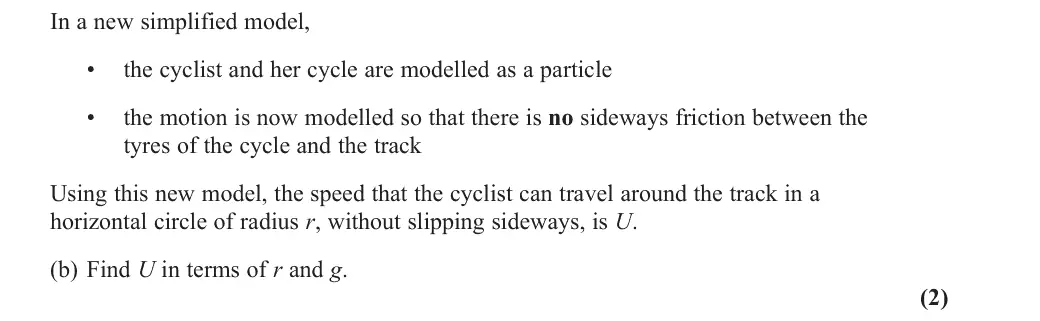 In a new simplified model,
• the cyclist and her cycle are modelled as a particle
• the motion is now modelled so that there is no sideways friction between the
tyres of the cycle and the track
Using this new model, the speed that the cyclist can travel around the track in a
horizontal circle of radius r, without slipping sideways, is U.
(b) Find U in terms of r and g.
(2)